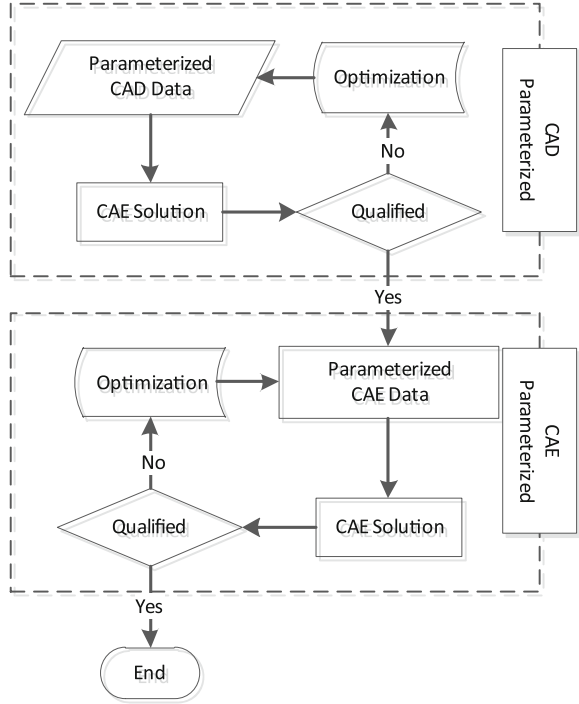 Parameterized
CAD Data
Optimization
CAD
Parameterized
No
CAE Solution
Qualified
Yes
Optimization
Parameterized
CAE Data
CAE
Parameterized
No
Qualified
CAE Solution
Yes
End